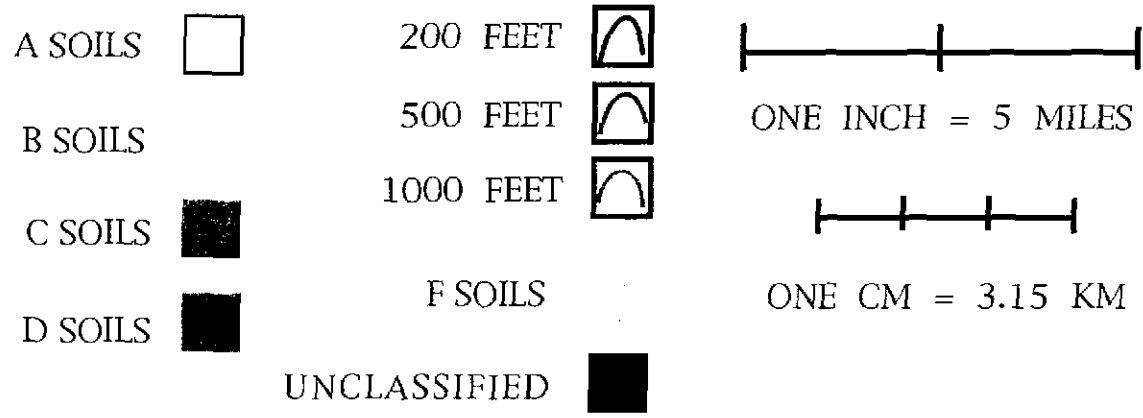 A SOILS
B SOILS
C SOILS
D SOILS
200 FEET
500 FEET
1000 FEET
F SOILS
UNCLASSIFIED
ONE INCH = 5 MILES
ONE CM = 3.15 KM